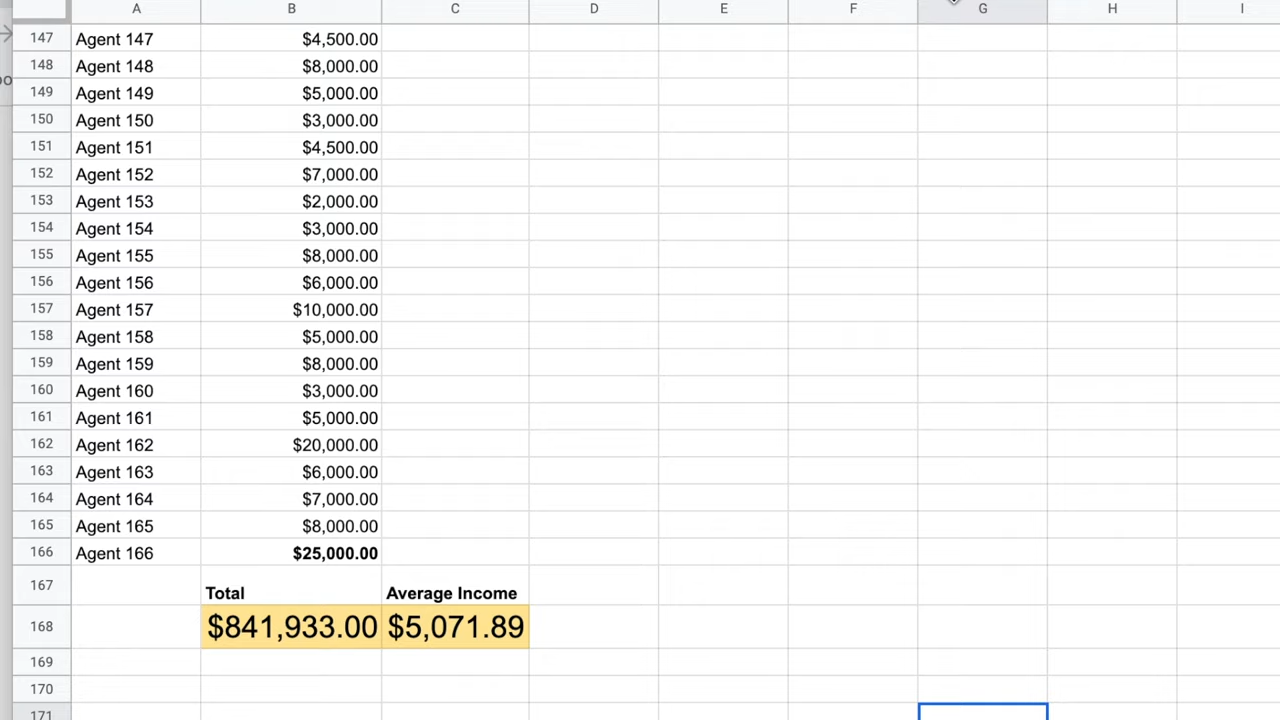 A B C D E F G H I
147 Agent 147 $4,500.00
148 Agent 148 $8,000.00
149 Agent 149 $5,000.00
150 Agent 150 $3,000.00
151 Agent 151 $4,500.00
152 Agent 152 $7,000.00
153 Agent 153 $2,000.00
154 Agent 154 $3,000.00
155 Agent 155 $8,000.00
156 Agent 156 $6,000.00
157 Agent 157 $10,000.00
158 Agent 158 $5,000.00
159 Agent 159 $8,000.00
160 Agent 160 $3,000.00
161 Agent 161 $5,000.00
162 Agent 162 $20,000.00
163 Agent 163 $6,000.00
164 Agent 164 $7,000.00
165 Agent 165 $8,000.00
166 Agent 166 $25,000.00
167 Total Average Income
168 $841,933.00 $5,071.89
169
170
171